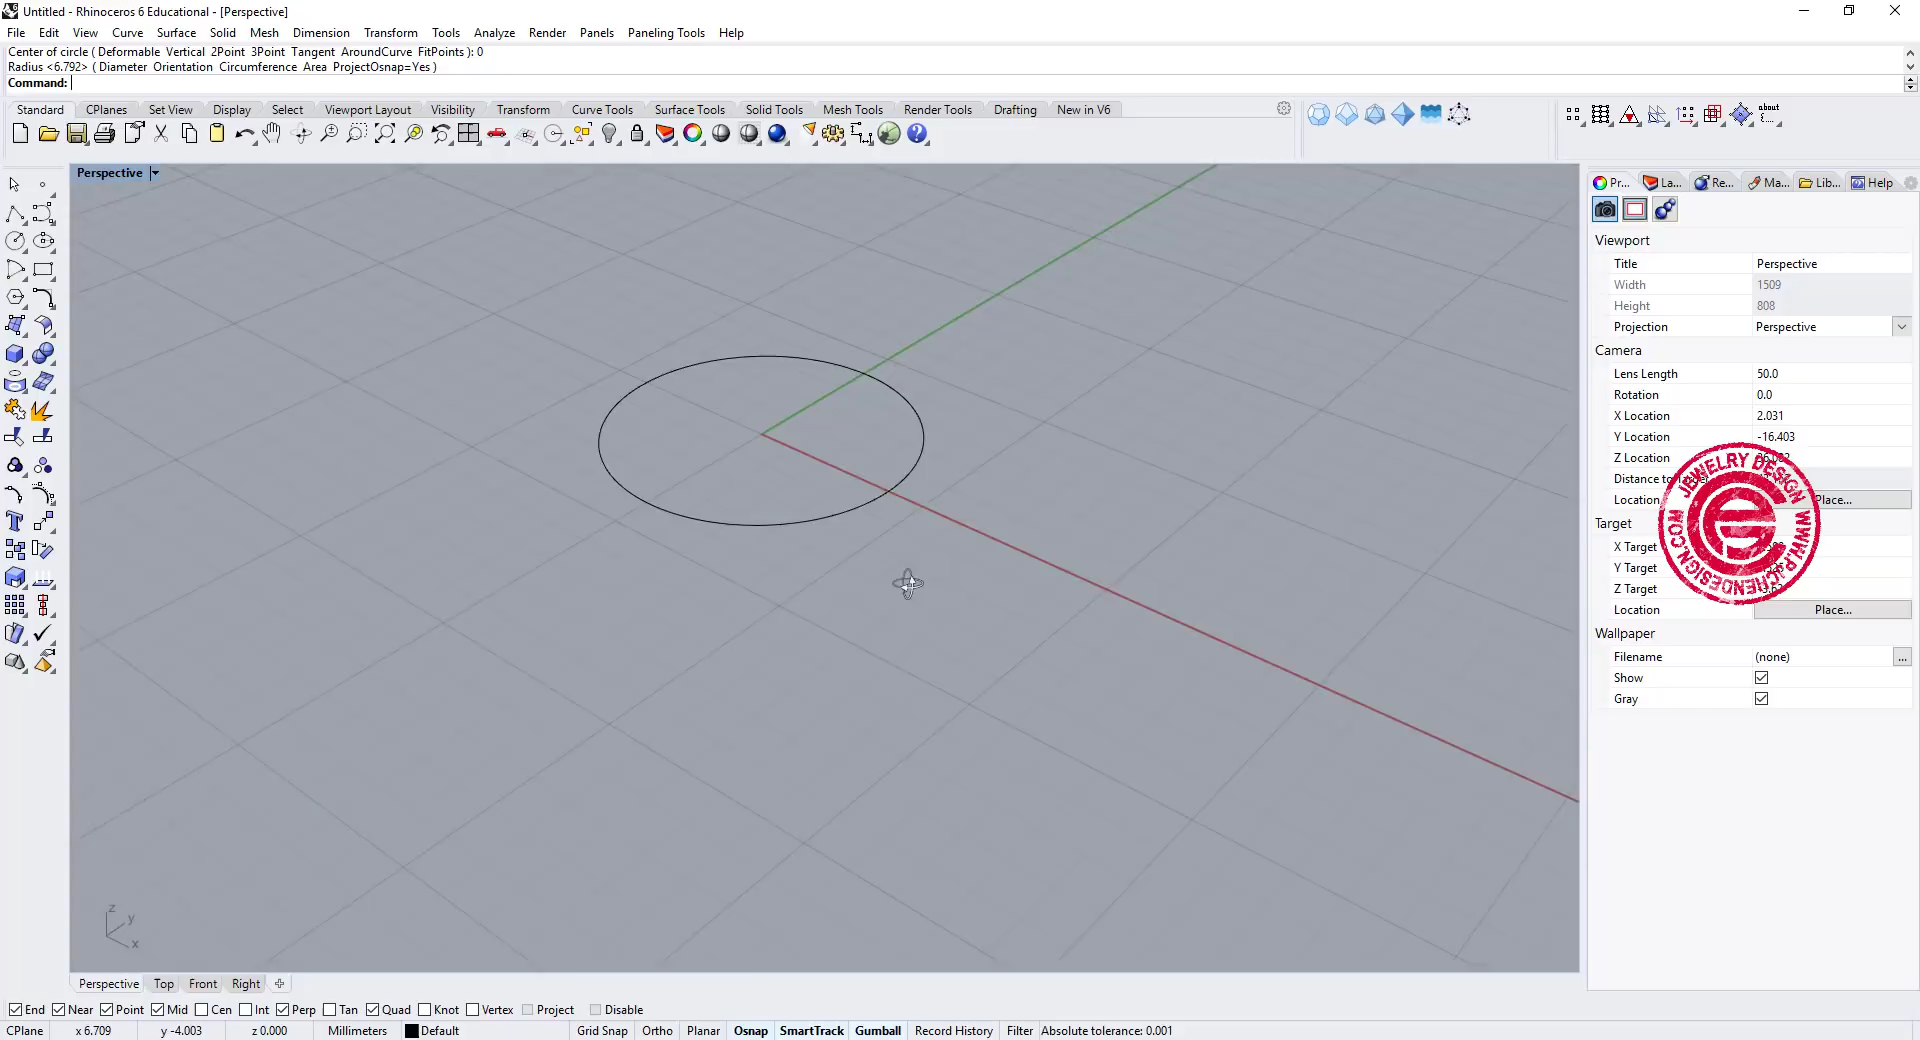 Untitled - Rhinoceros 6 Educational - [Perspective]
File Edit View Curve Surface Solid Mesh Dimension Transform Tools Analyze Render Panels Paneling Tools Help
Center of circle ( Deformable Vertical 2Point 3Point Tangent AroundCurve FitPoints ): 0
Radius <6.792> ( Diameter Orientation Circumference Area ProjectOsnap=Yes )
Command:
Standard CPlanes Set View Display Select Viewport Layout Visibility Transform Curve Tools Surface Tools Solid Tools Mesh Tools Render Tools Drafting New in V6
about
Perspective
Pr... La... Re... Ma... Lib... Help
Viewport
Title Perspective
Width 1509
Height 808
Projection Perspective
Camera
Lens Length 50.0
Rotation 0.0
X Location 2.031
Y Location -16.403
Z Location
Distance to
Location Place...
Target
X Target
Y Target
Z Target
Location Place...
JEWELRY DESIGN WWW.PJCHENDESIGN.COM
Wallpaper
Filename (none) ...
Show
Gray
z
y
x
Perspective Top Front Right
End Near Point Mid Cen Int Perp Tan Quad Knot Vertex Project Disable
CPlane x 6.709 y -4.003 z 0.000 Millimeters Default Grid Snap Ortho Planar Osnap SmartTrack Gumball Record History Filter Absolute tolerance: 0.001